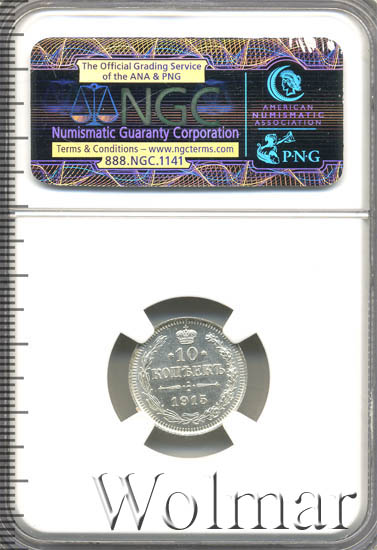 The Official Grading Service
of the ANA & PNG
NGC
Numismatic Guaranty Corporation
Terms & Conditions – www.ngcterms.com
888.NGC.1141
AMERICAN
NUMISMATIC
ASSOCIATION
P·N·G
10
КОПѢЕКЪ
1915
Wolmar